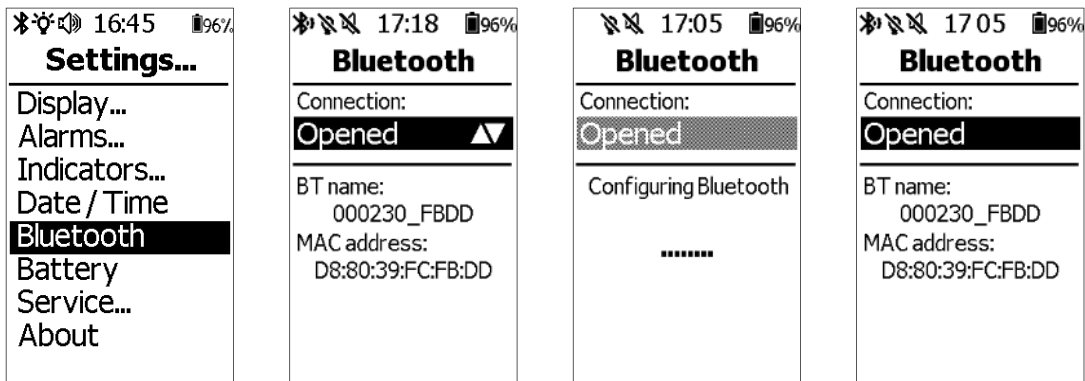 16:45 96%
Settings...
Display...
Alarms...
Indicators...
Date / Time
Bluetooth
Battery
Service...
About
17:18 96%
Bluetooth
Connection:
Opened
BT name:
000230_FBDD
MAC address:
D8:80:39:FC:FB:DD
17:05 96%
Bluetooth
Connection:
Opened
Configuring Bluetooth
........
17 05 96%
Bluetooth
Connection:
Opened
BT name:
000230_FBDD
MAC address:
D8:80:39:FC:FB:DD